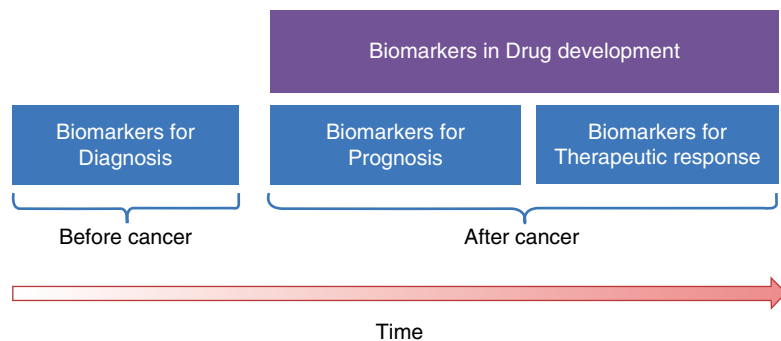 Biomarkers in Drug development
Biomarkers for
Diagnosis
Biomarkers for
Prognosis
Biomarkers for
Therapeutic response
Before cancer
After cancer
Time